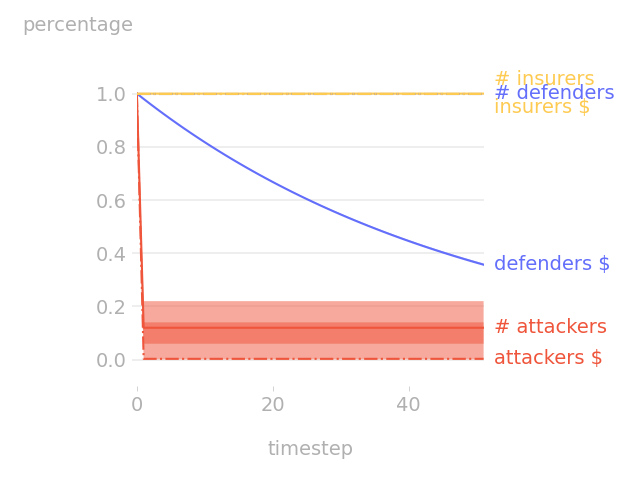 percentage
# insurers
1.0
# defenders
insurers $
0.8
0.6
0.4
defenders $
0.2
# attackers
0.0
attackers $
0 20 40
timestep